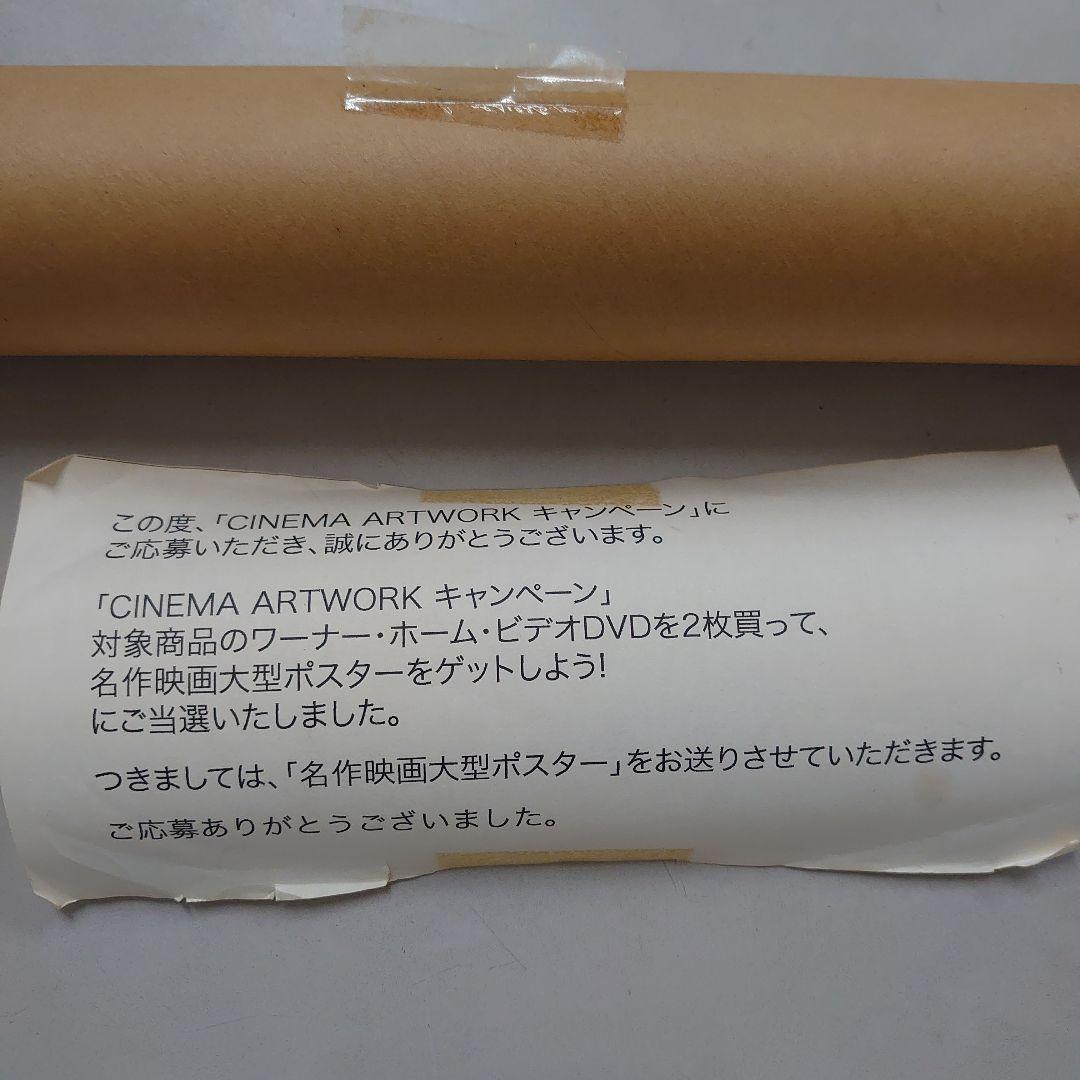 この度、「CINEMA ARTWORK キャンペーン」に
ご応募いただき、誠にありがとうございます。
「CINEMA ARTWORK キャンペーン」
対象商品のワーナー・ホーム・ビデオDVDを2枚買って、
名作映画大型ポスターをゲットしよう!
にご当選いたしました。
つきましては、「名作映画大型ポスター」をお送りさせていただきます。
ご応募ありがとうございました。